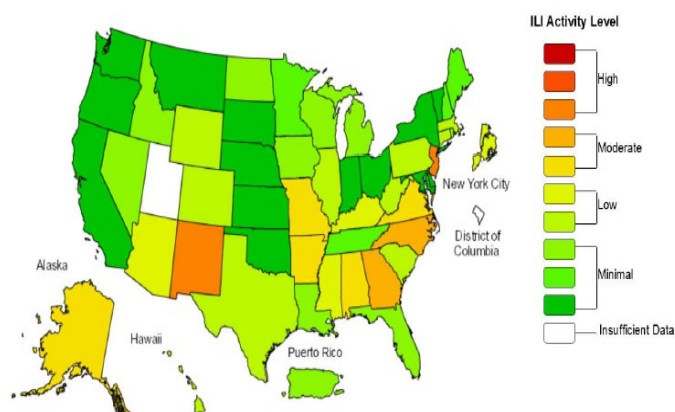 ILI Activity Level
High
Moderate
Low
Minimal
Insufficient Data
New York City
District of
Columbia
Alaska
Hawaii
Puerto Rico